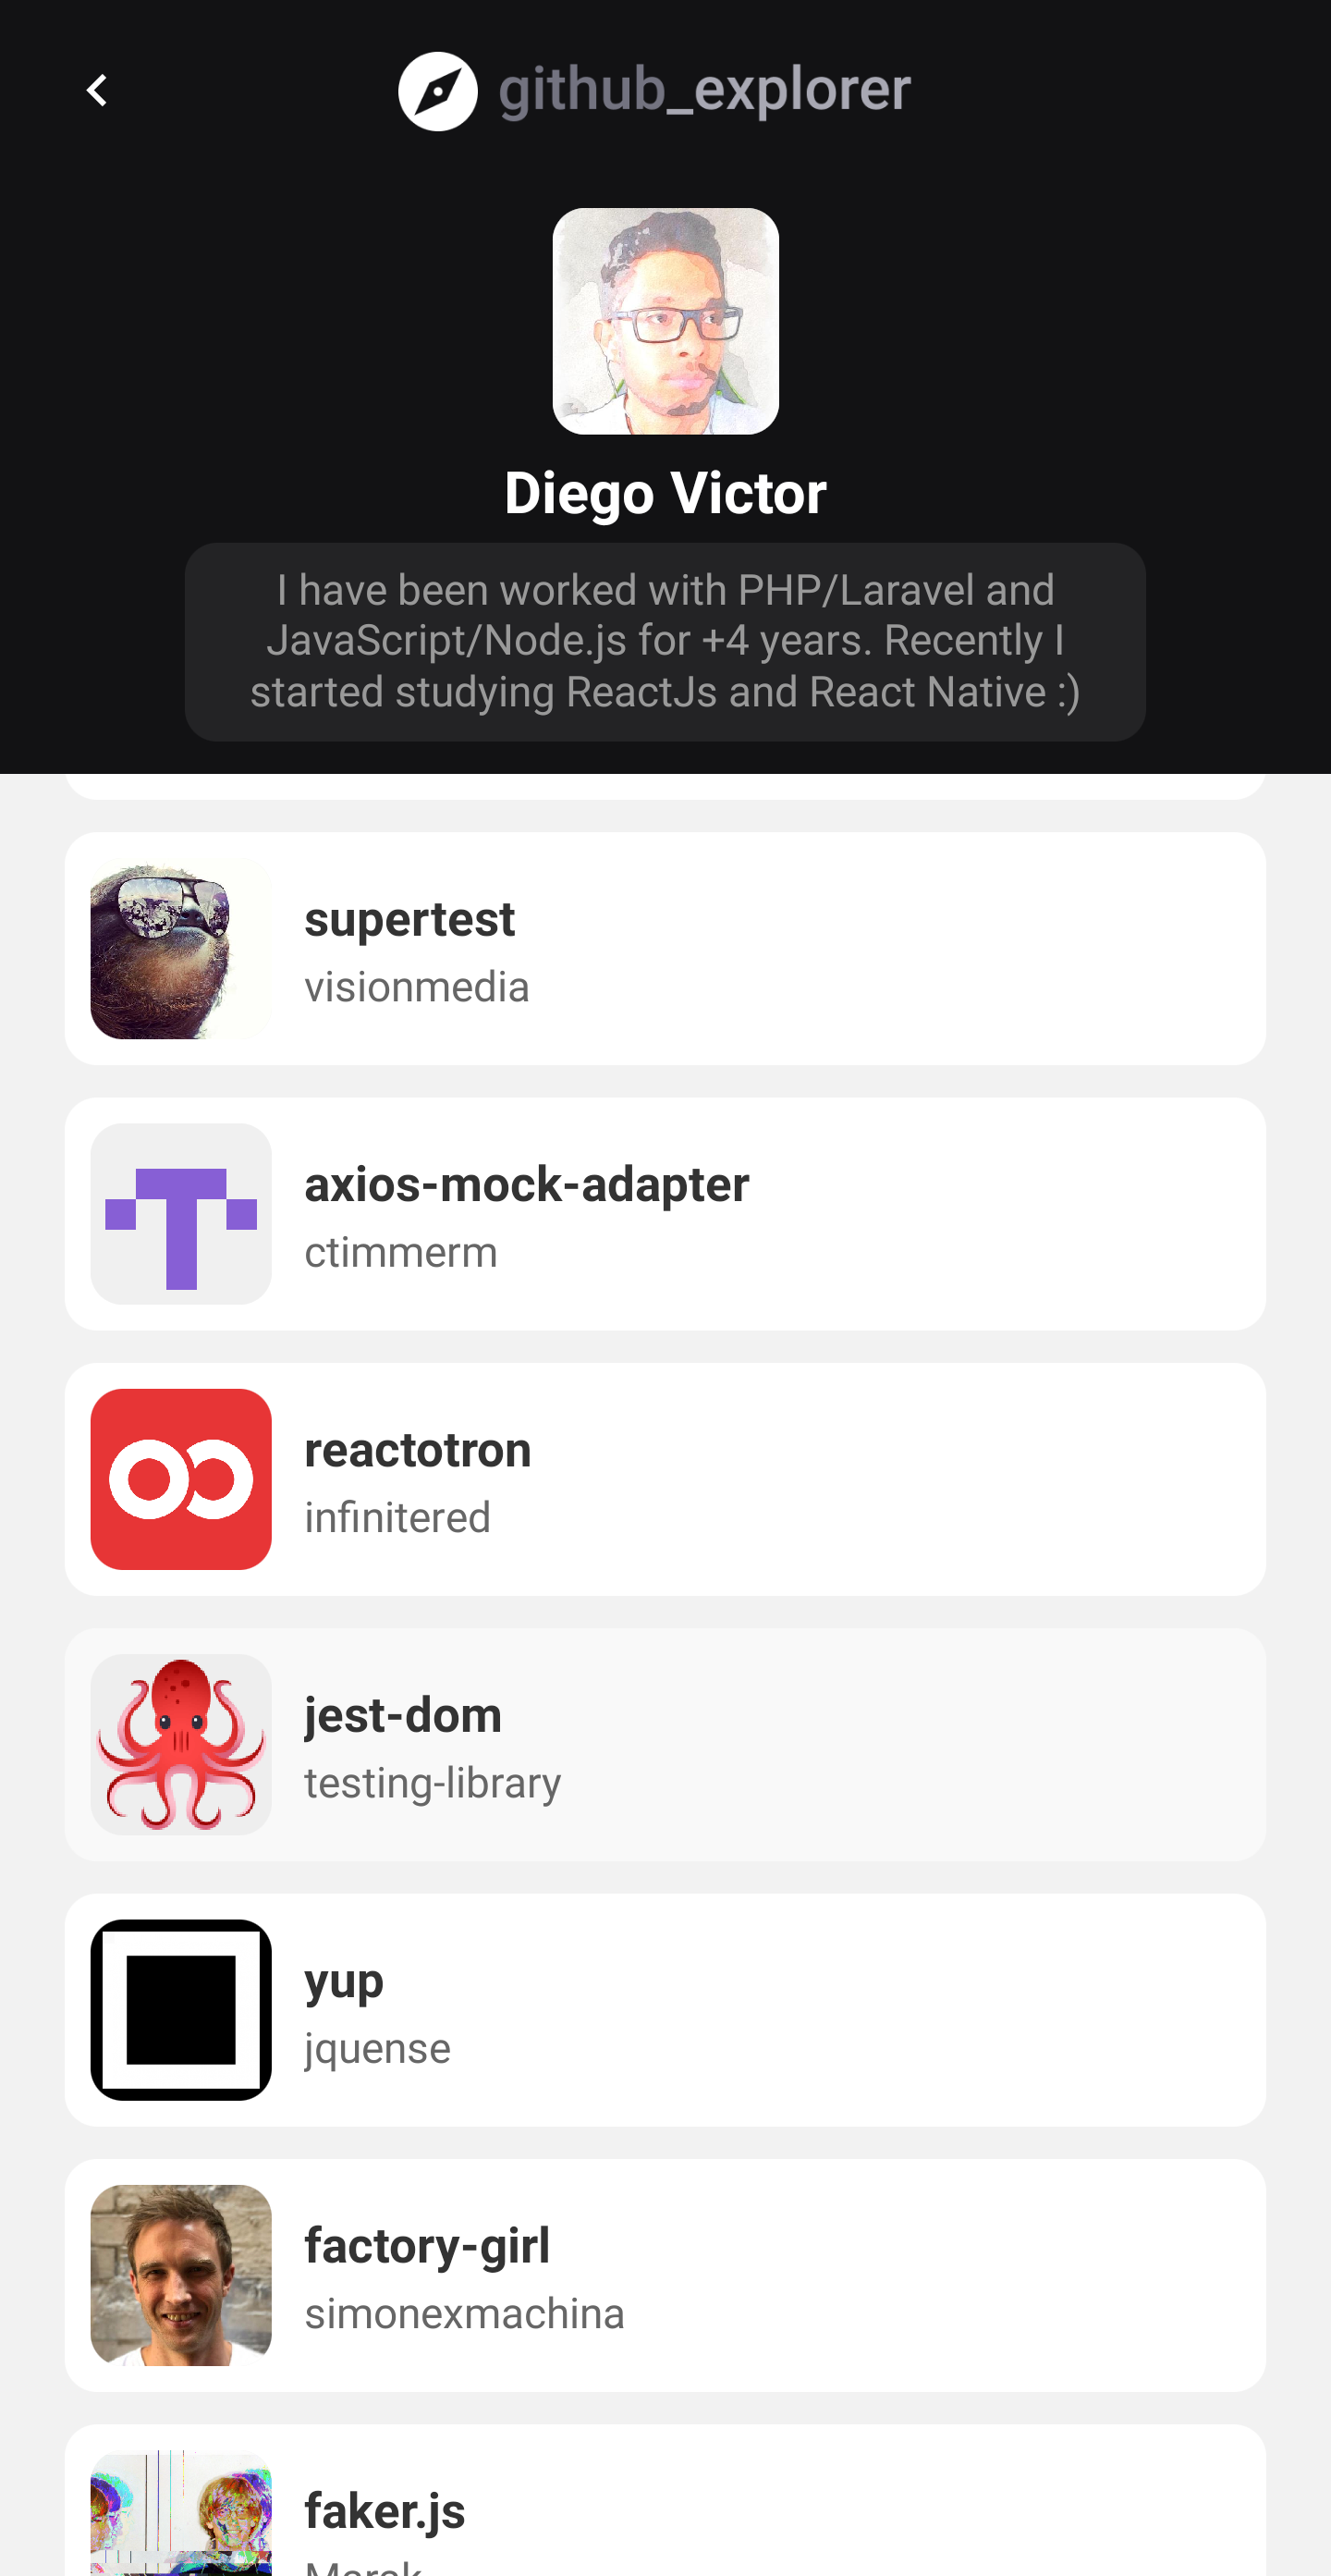 github_explorer
Diego Victor
I have been worked with PHP/Laravel and
JavaScript/Node.js for +4 years. Recently I
started studying ReactJs and React Native :)
supertest
visionmedia
axios-mock-adapter
ctimmerm
reactotron
infinitered
jest-dom
testing-library
yup
jquense
factory-girl
simonexmachina
faker.js
Marak